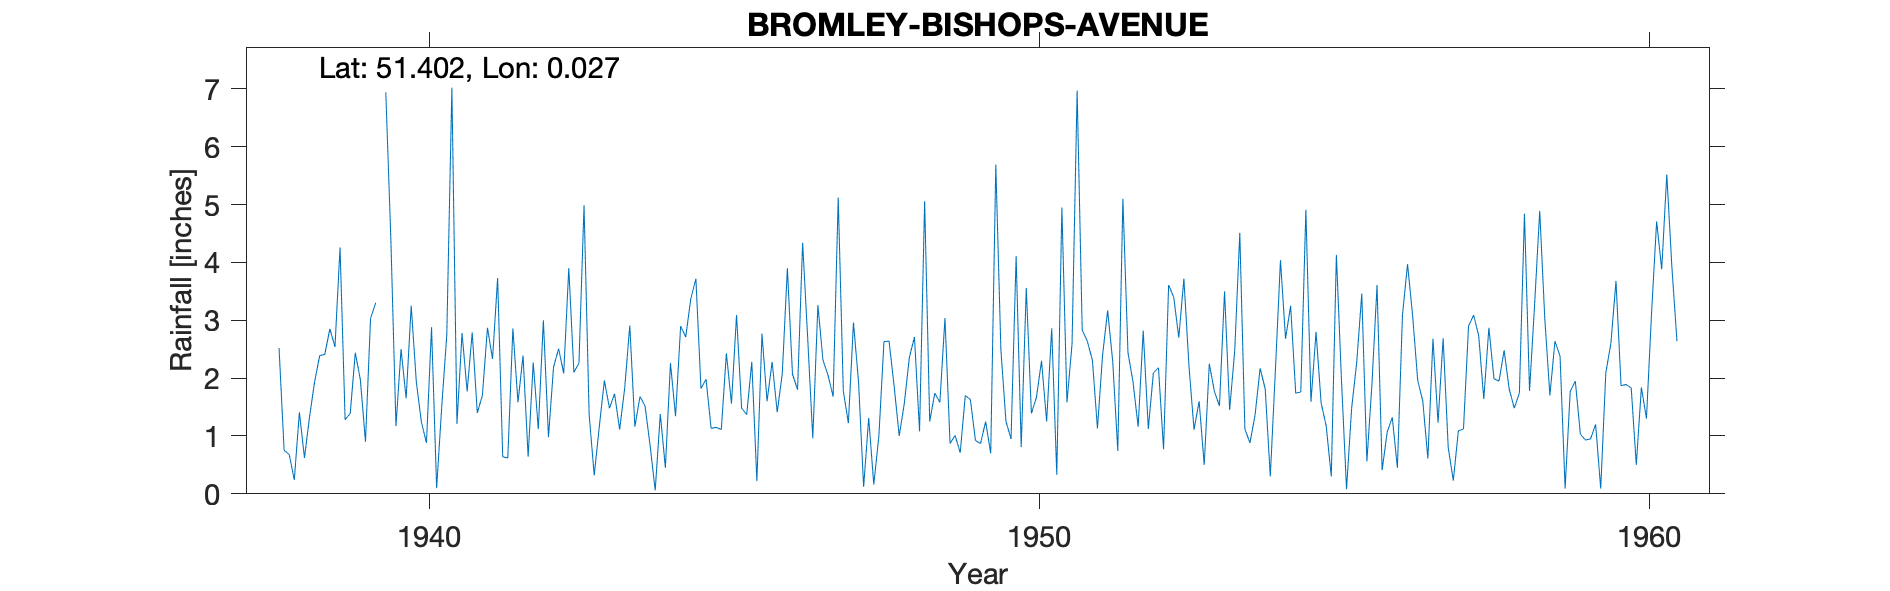 BROMLEY-BISHOPS-AVENUE
Lat: 51.402, Lon: 0.027
7
6
5
4
3
2
1
0
Rainfall [inches]
1940 1950 1960
Year